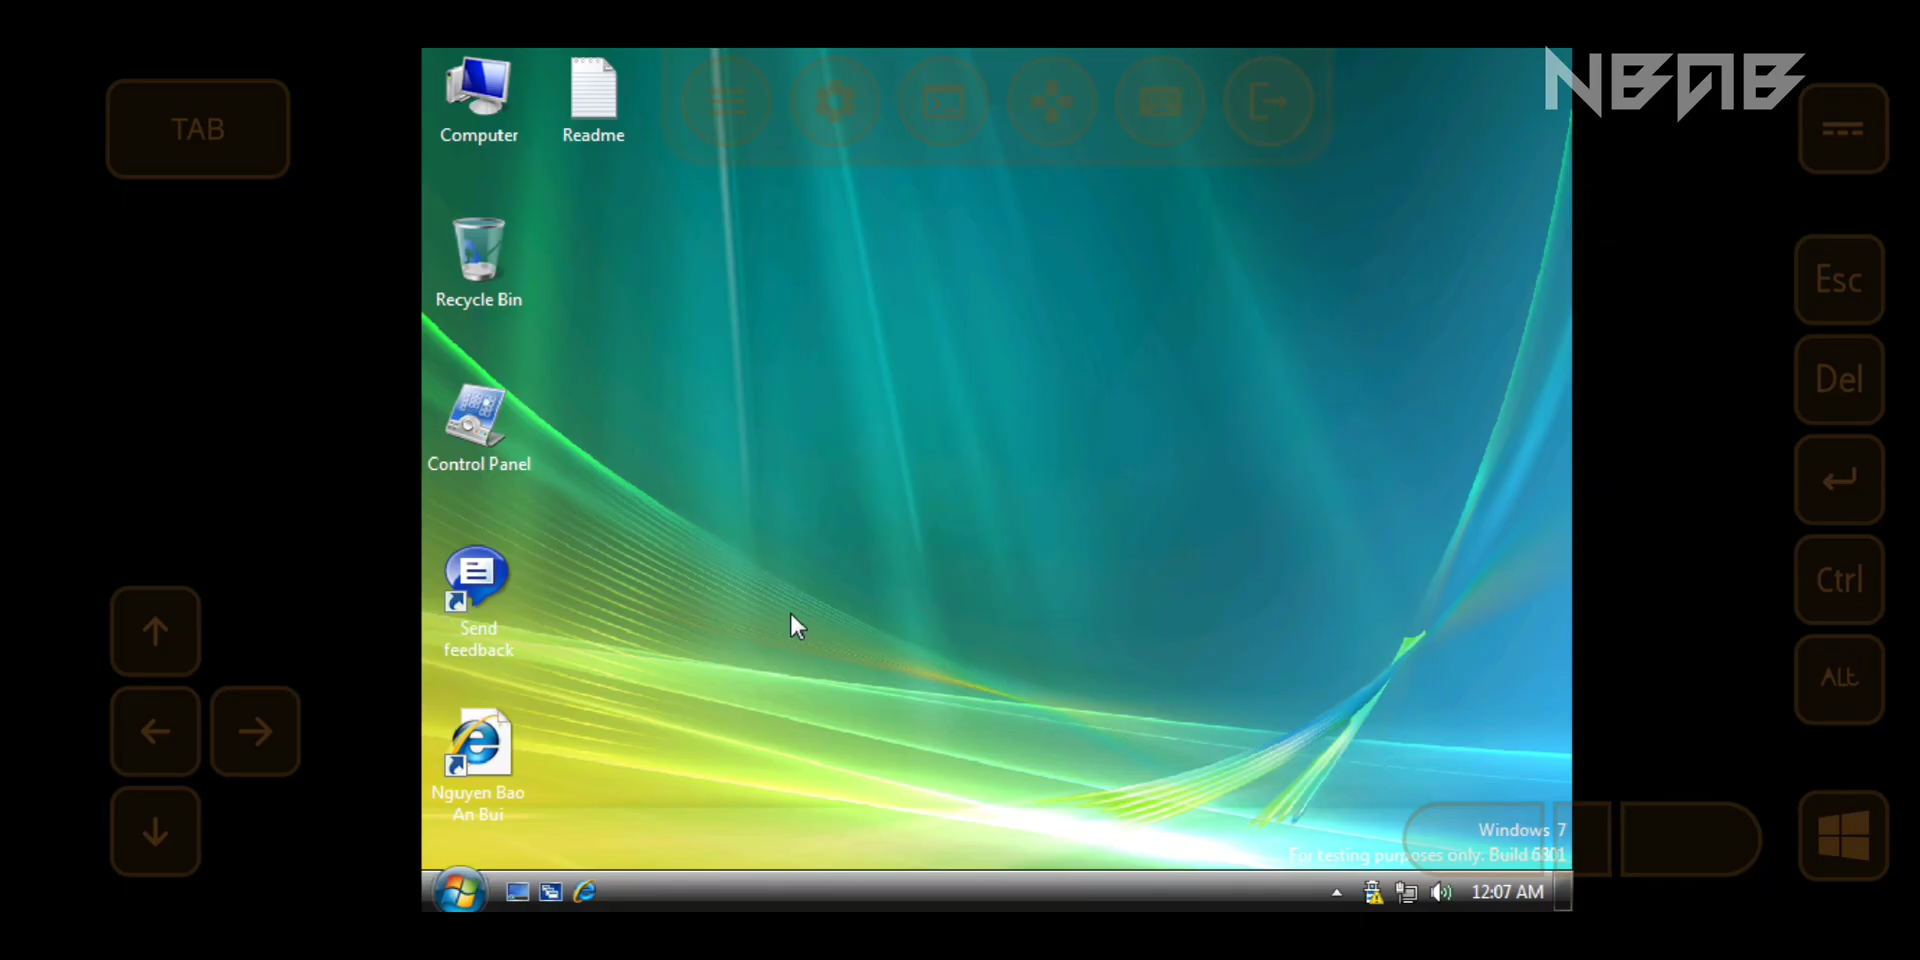 NBAB
TAB
Computer
Readme
Recycle Bin
Control Panel
Send
feedback
Nguyen Bao
An Bui
Esc
Del
Ctrl
ALt
Windows 7
For testing purposes only. Build 6801
12:07 AM